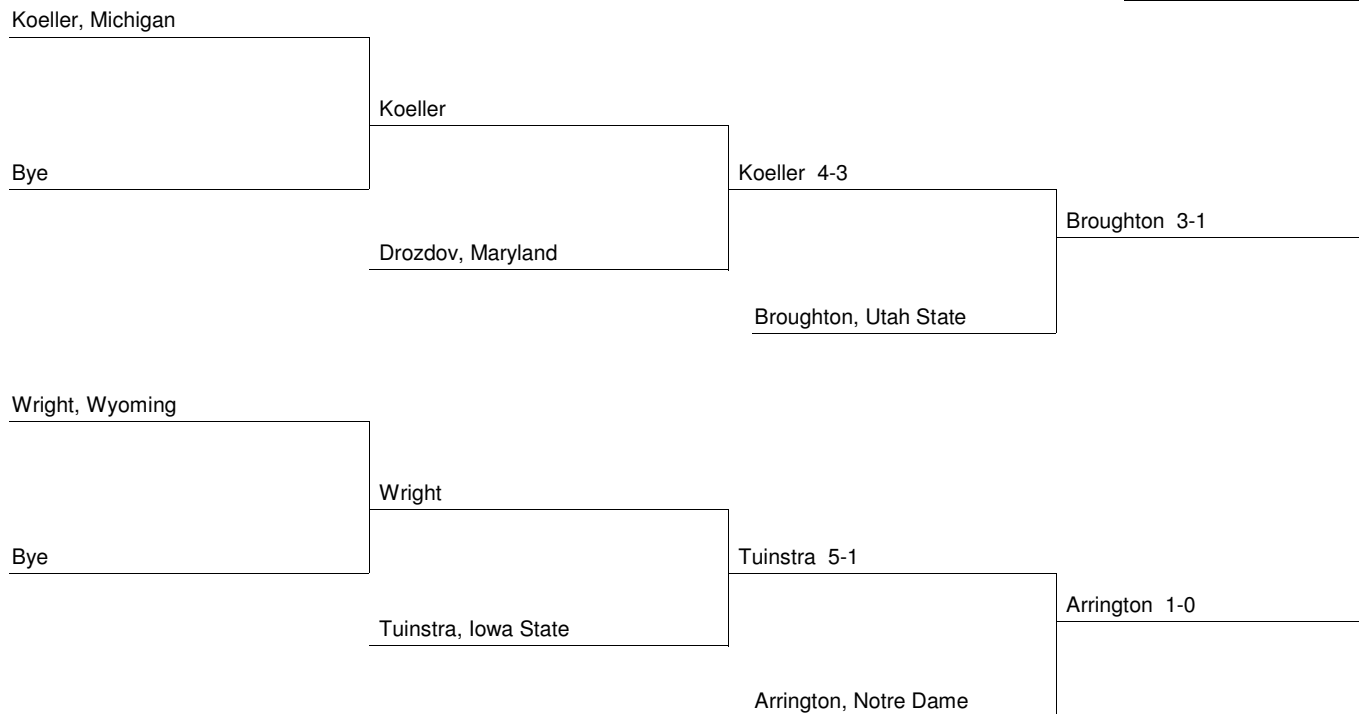 Koeller, Michigan
Koeller
Bye
Koeller  4-3
Broughton  3-1
Drozdov, Maryland
Broughton, Utah State
Wright, Wyoming
Wright
Bye
Tuinstra  5-1
Arrington  1-0
Tuinstra, Iowa State
Arrington, Notre Dame